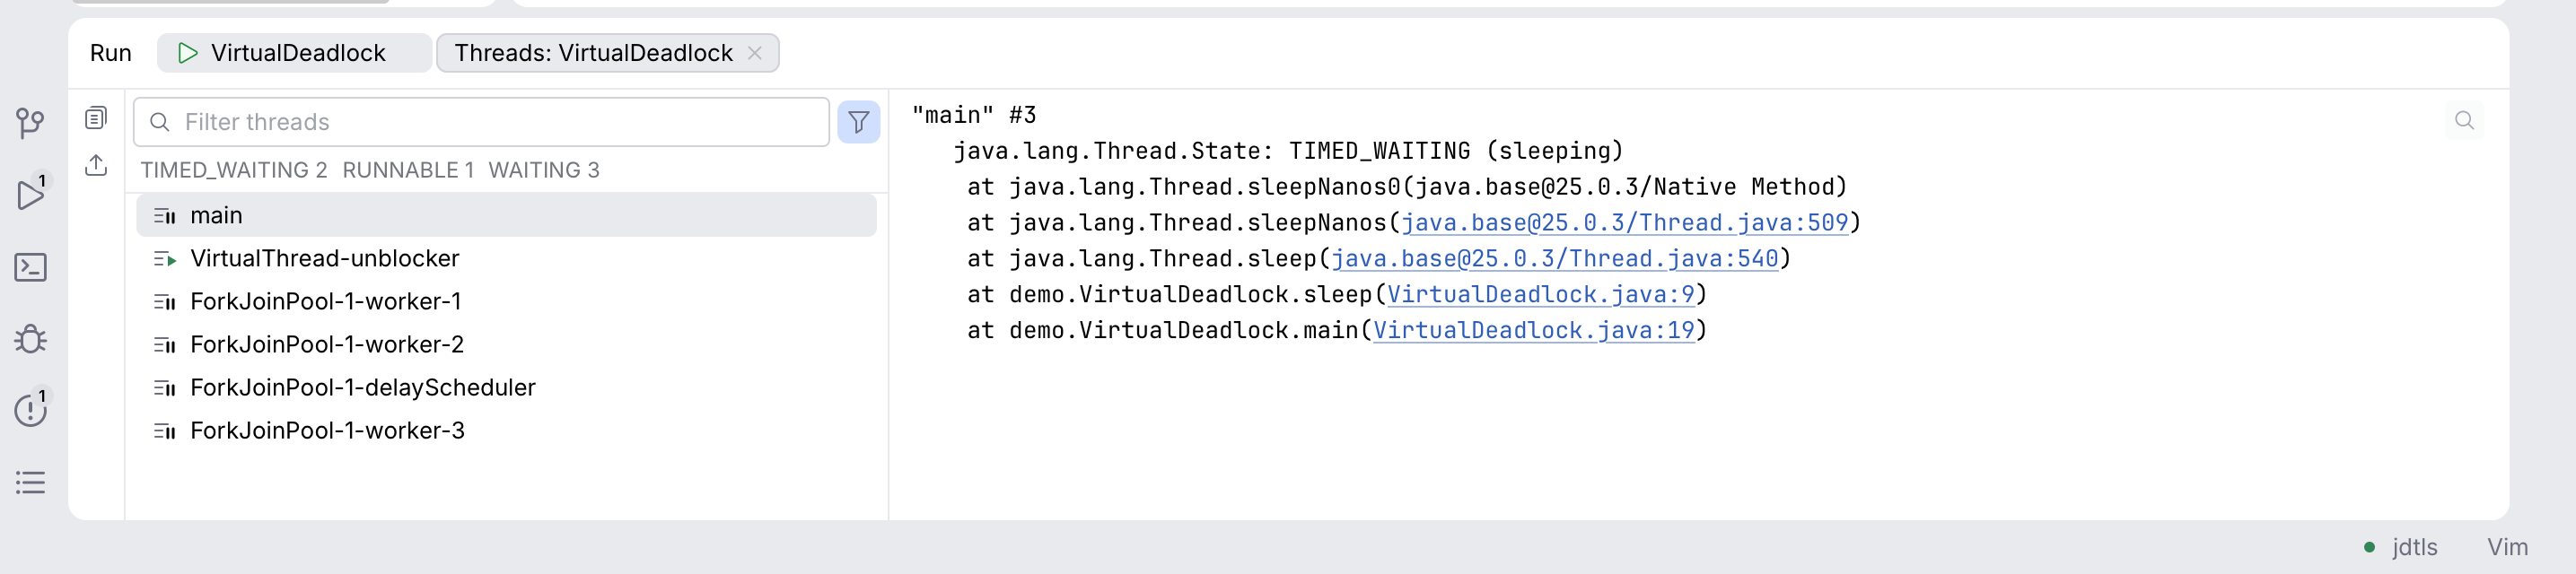 Run VirtualDeadlock Threads: VirtualDeadlock
Filter threads
TIMED_WAITING 2 RUNNABLE 1 WAITING 3
main
VirtualThread-unblocker
ForkJoinPool-1-worker-1
ForkJoinPool-1-worker-2
ForkJoinPool-1-delayScheduler
ForkJoinPool-1-worker-3
"main" #3
java.lang.Thread.State: TIMED_WAITING (sleeping)
at java.lang.Thread.sleepNanos0(java.base@25.0.3/Native Method)
at java.lang.Thread.sleepNanos(java.base@25.0.3/Thread.java:509)
at java.lang.Thread.sleep(java.base@25.0.3/Thread.java:540)
at demo.VirtualDeadlock.sleep(VirtualDeadlock.java:9)
at demo.VirtualDeadlock.main(VirtualDeadlock.java:19)
1
1
jdtls Vim